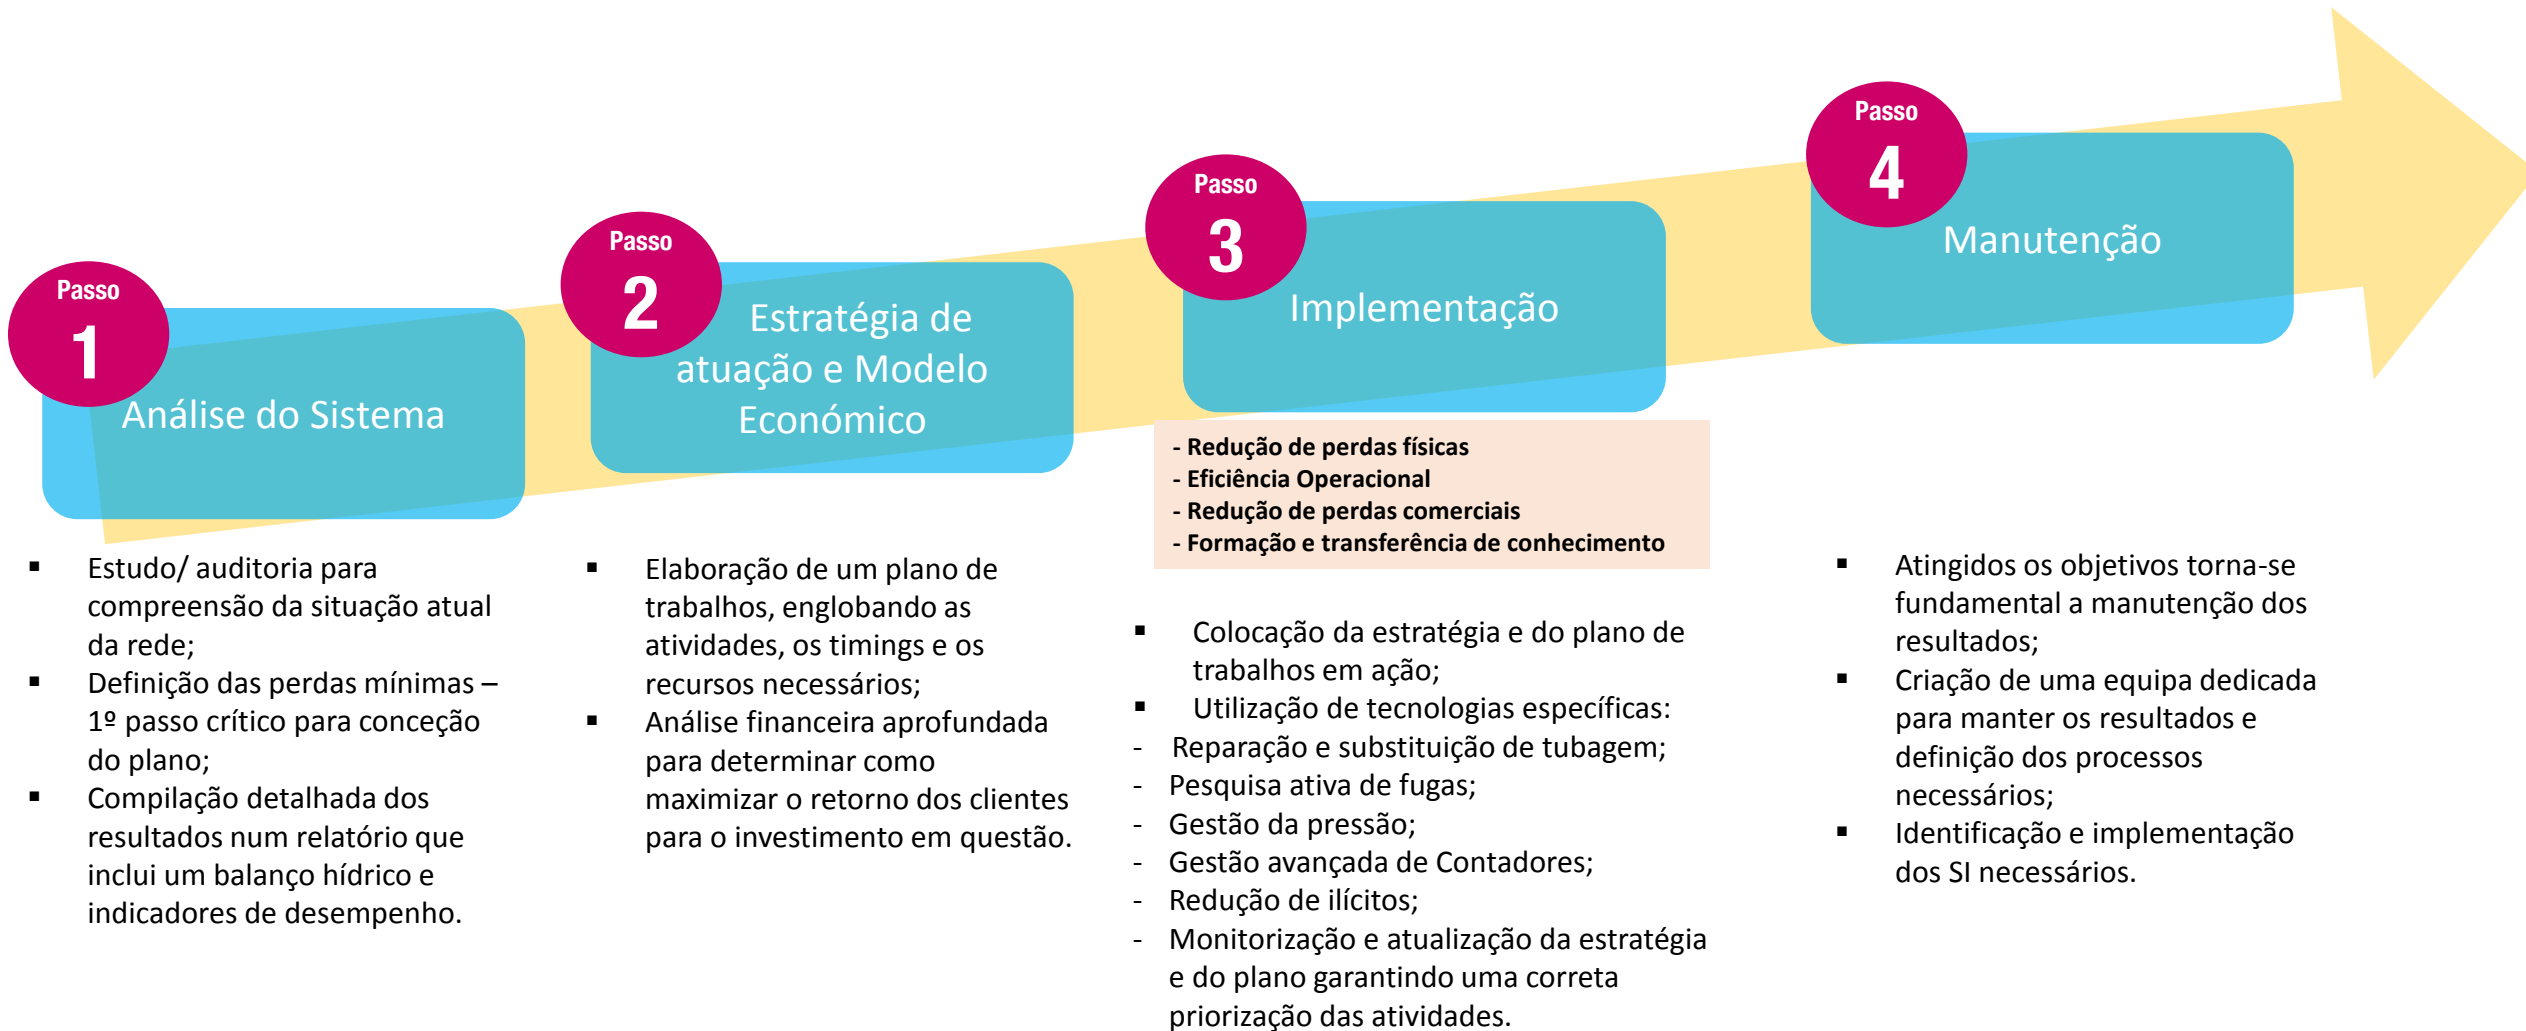 Passo
1
Análise do Sistema
▪ Estudo/ auditoria para
compreensão da situação atual
da rede;
▪ Definição das perdas mínimas –
1º passo crítico para conceção
do plano;
▪ Compilação detalhada dos
resultados num relatório que
inclui um balanço hídrico e
indicadores de desempenho.
Passo
2
Estratégia de
atuação e Modelo
Económico
▪ Elaboração de um plano de
trabalhos, englobando as
atividades, os timings e os
recursos necessários;
▪ Análise financeira aprofundada
para determinar como
maximizar o retorno dos clientes
para o investimento em questão.
Passo
3
Implementação
- Redução de perdas físicas
- Eficiência Operacional
- Redução de perdas comerciais
- Formação e transferência de conhecimento
▪ Colocação da estratégia e do plano de
trabalhos em ação;
▪ Utilização de tecnologias específicas:
- Reparação e substituição de tubagem;
- Pesquisa ativa de fugas;
- Gestão da pressão;
- Gestão avançada de Contadores;
- Redução de ilícitos;
- Monitorização e atualização da estratégia
e do plano garantindo uma correta
priorização das atividades.
Passo
4
Manutenção
▪ Atingidos os objetivos torna-se
fundamental a manutenção dos
resultados;
▪ Criação de uma equipa dedicada
para manter os resultados e
definição dos processos
necessários;
▪ Identificação e implementação
dos SI necessários.